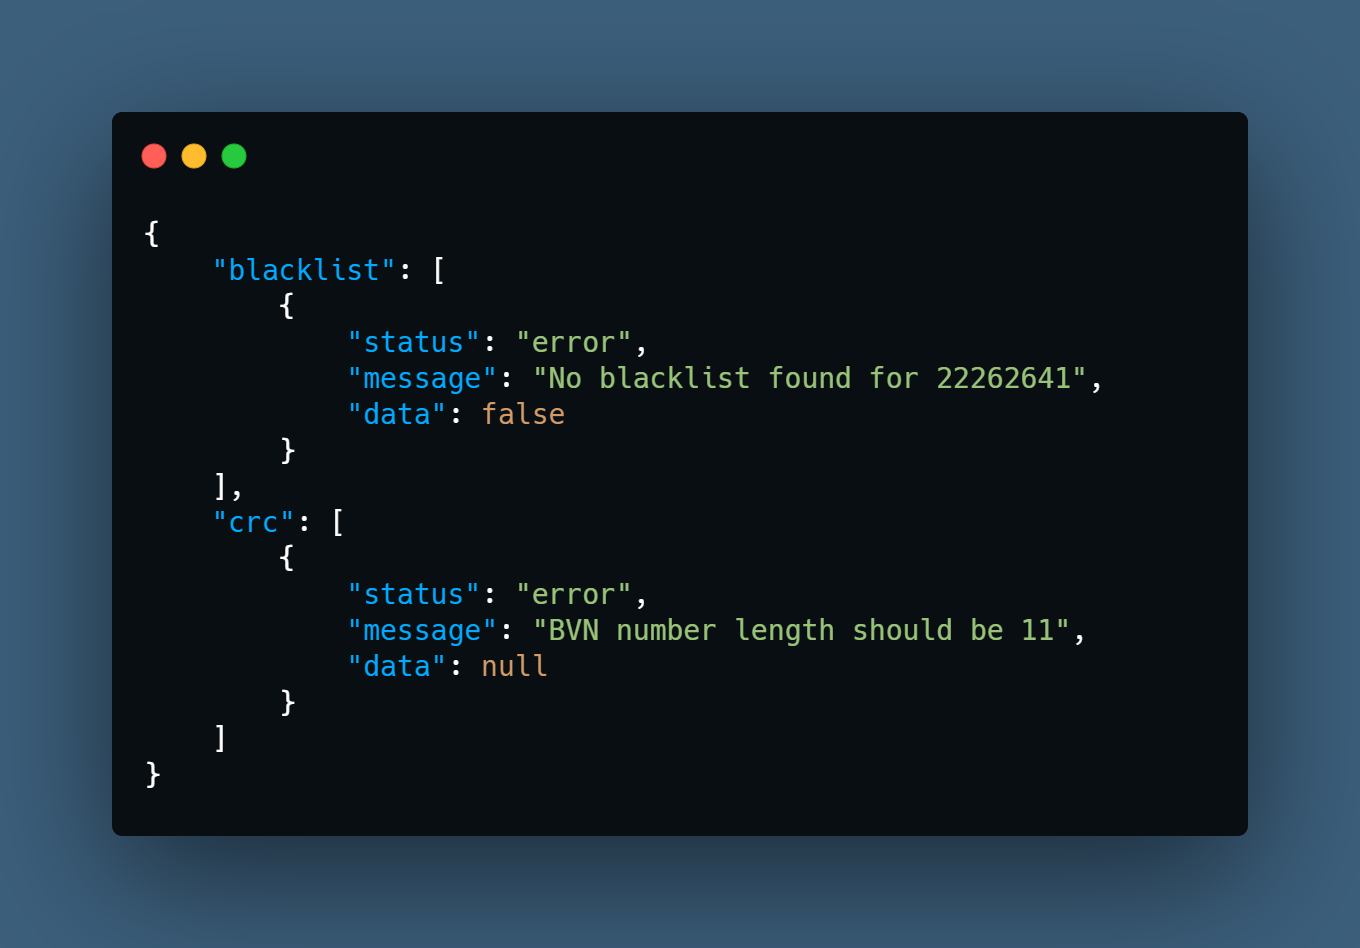 {
    "blacklist": [
        {
            "status": "error",
            "message": "No blacklist found for 22262641",
            "data": false
        }
    ],
    "crc": [
        {
            "status": "error",
            "message": "BVN number length should be 11",
            "data": null
        }
    ]
}